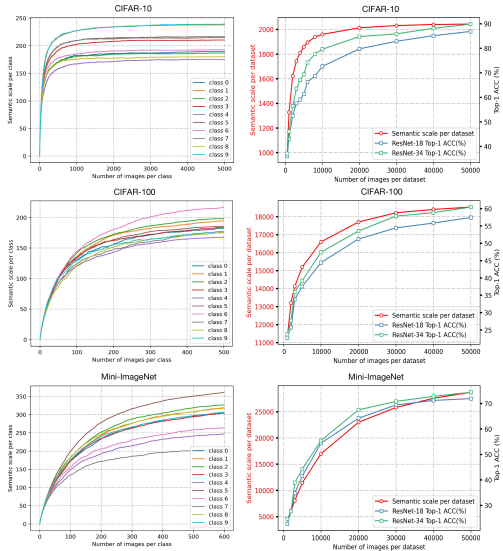 CIFAR-10
Semantic scale per class
250
200
150
100
50
0
class 0
class 1
class 2
class 3
class 4
class 5
class 6
class 7
class 8
class 9
0 1000 2000 3000 4000 5000
Number of images per class
CIFAR-10
Semantic scale per dataset
2000
1800
1600
1400
1200
1000
Top-1 ACC(%)
90
80
70
60
50
40
Semantic scale per dataset
ResNet-18 Top-1 ACC(%)
ResNet-34 Top-1 ACC(%)
0 10000 20000 30000 40000 50000
Number of images per dataset
CIFAR-100
Semantic scale per class
200
150
100
50
0
class 0
class 1
class 2
class 3
class 4
class 5
class 6
class 7
class 8
class 9
0 100 200 300 400 500
Number of images per class
CIFAR-100
Semantic scale per dataset
18000
17000
16000
15000
14000
13000
12000
11000
Top-1 ACC(%)
60
55
50
45
40
35
30
25
Semantic scale per dataset
ResNet-18 Top-1 ACC(%)
ResNet-34 Top-1 ACC(%)
0 10000 20000 30000 40000 50000
Number of images per dataset
Mini-ImageNet
Semantic scale per class
350
300
250
200
150
100
50
0
class 0
class 1
class 2
class 3
class 4
class 5
class 6
class 7
class 8
class 9
0 100 200 300 400 500 600
Number of images per class
Mini-ImageNet
Semantic scale per dataset
25000
20000
15000
10000
5000
Top-1 ACC(%)
70
60
50
40
30
Semantic scale per dataset
ResNet-18 Top-1 ACC(%)
ResNet-34 Top-1 ACC(%)
0 10000 20000 30000 40000 50000
Number of images per dataset